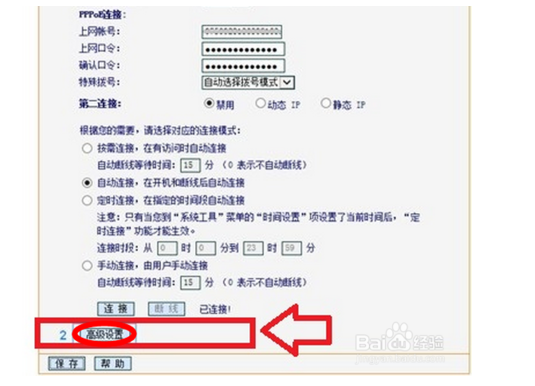 PPPoE连接:
上网帐号:
上网口令: ••••••••••••••
确认口令: ••••••••••••••
特殊拨号: 自动选择拨号模式
第二连接: 禁用 动态 IP 静态 IP
根据您的需要，请选择对应的连接模式:
按需连接，在有访问时自动连接
自动断线等待时间: 15 分（0 表示不自动断线）
自动连接，在开机和断线后自动连接
定时连接，在指定的时间段自动连接
注意: 只有当您到“系统工具”菜单的“时间设置”项设置了当前时间后，“定
时连接”功能才能生效。
连接时段: 从 0 时 0 分到 23 时 59 分
手动连接，由用户手动连接
自动断线等待时间: 15 分（0 表示不自动断线）
连 接 断 线 已连接!
2 高级设置
保 存 帮 助
Bai 经验
jingyan.baidu.com